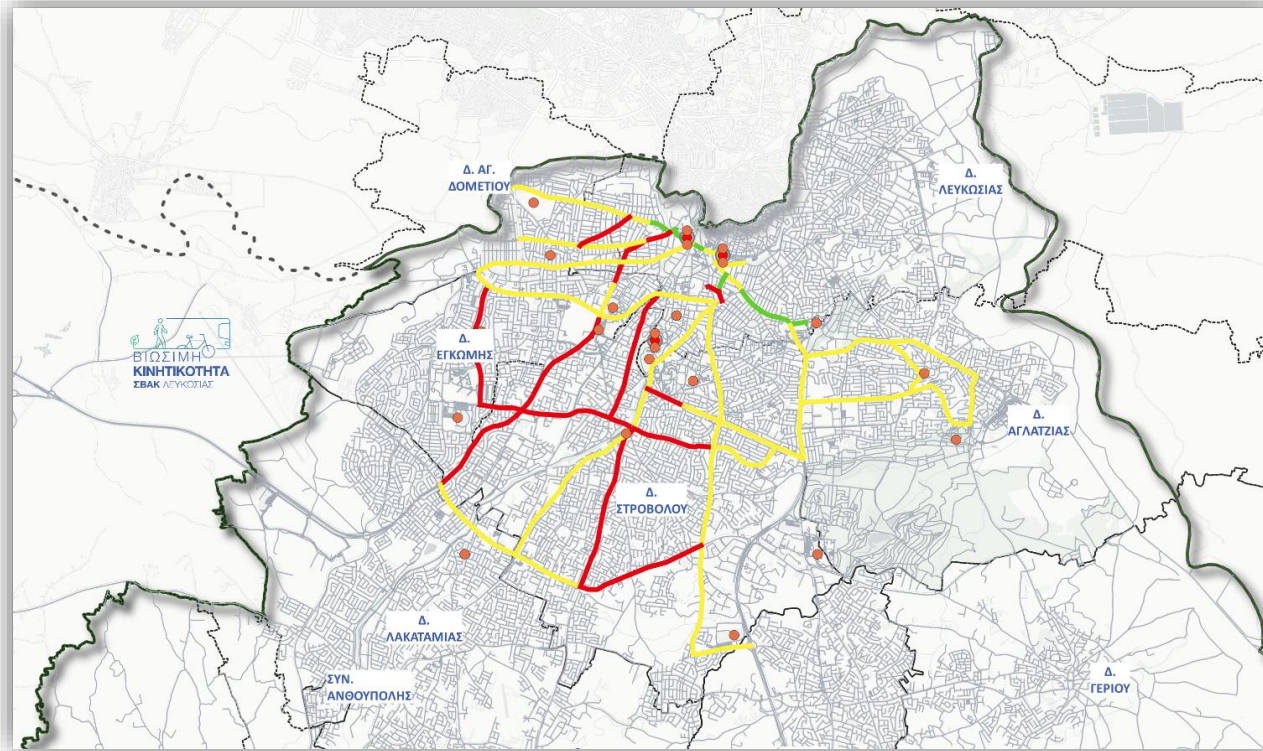 Δ. ΑΓ.
ΔΟΜΕΤΙΟΥ
Δ.
ΛΕΥΚΩΣΙΑΣ
ΒΙΩΣΙΜΗ
ΚΙΝΗΤΙΚΟΤΗΤΑ
ΣΒΑΚ ΛΕΥΚΩΣΙΑΣ
Δ.
ΕΓΚΩΜΗΣ
Δ.
ΑΓΛΑΤΖΙΑΣ
Δ.
ΣΤΡΟΒΟΛΟΥ
Δ.
ΛΑΚΑΤΑΜΙΑΣ
ΣΥΝ.
ΑΝΘΟΥΠΟΛΗΣ
Δ.
ΓΕΡΙΟΥ